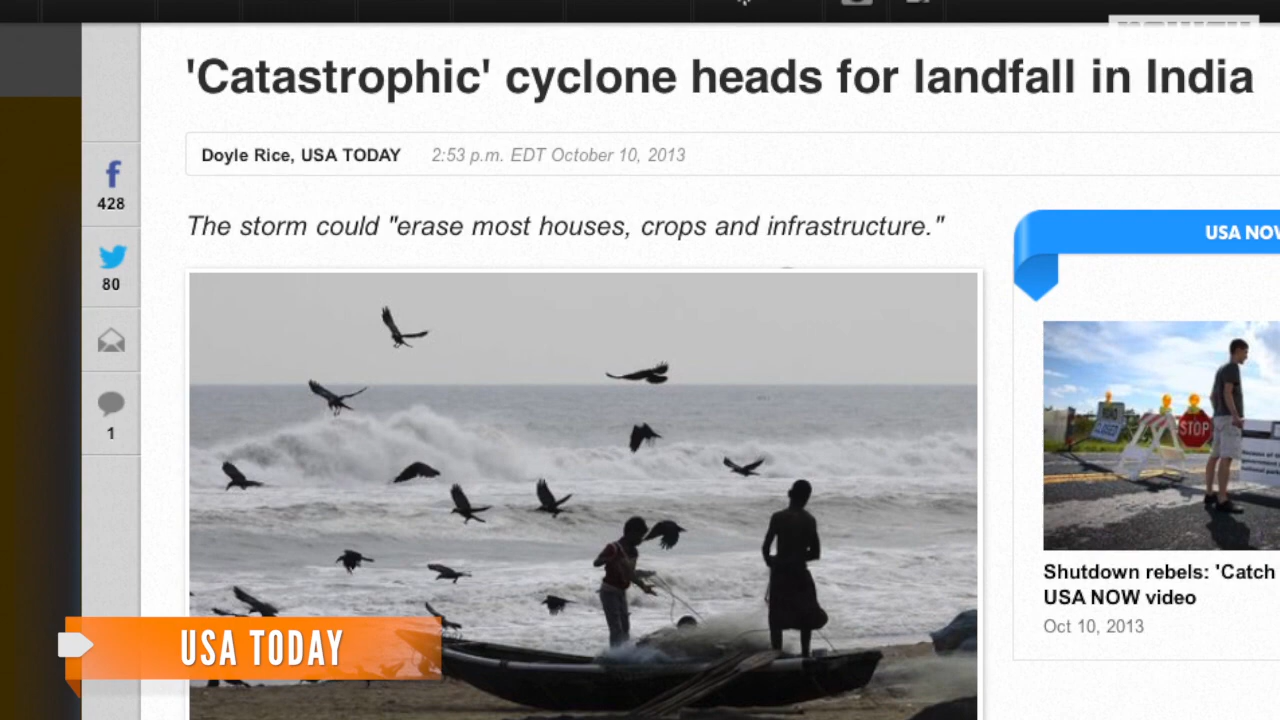 'Catastrophic' cyclone heads for landfall in India
Doyle Rice, USA TODAY 2:53 p.m. EDT October 10, 2013
The storm could "erase most houses, crops and infrastructure."
428
80
1
USA NOW
STOP
CLOSED
Shutdown rebels: 'Catch
USA NOW video
Oct 10, 2013
USA TODAY